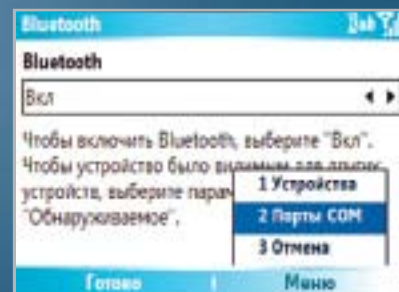 Bluetooth
Bluetooth
Вкл
Чтобы включить Bluetooth, выберите "Вкл".
Чтобы устройство было видимым для других
устройств, выберите
"Обнаруживаемое".
1 Устройства
2 Порты COM
3 Отмена
Готово
Меню